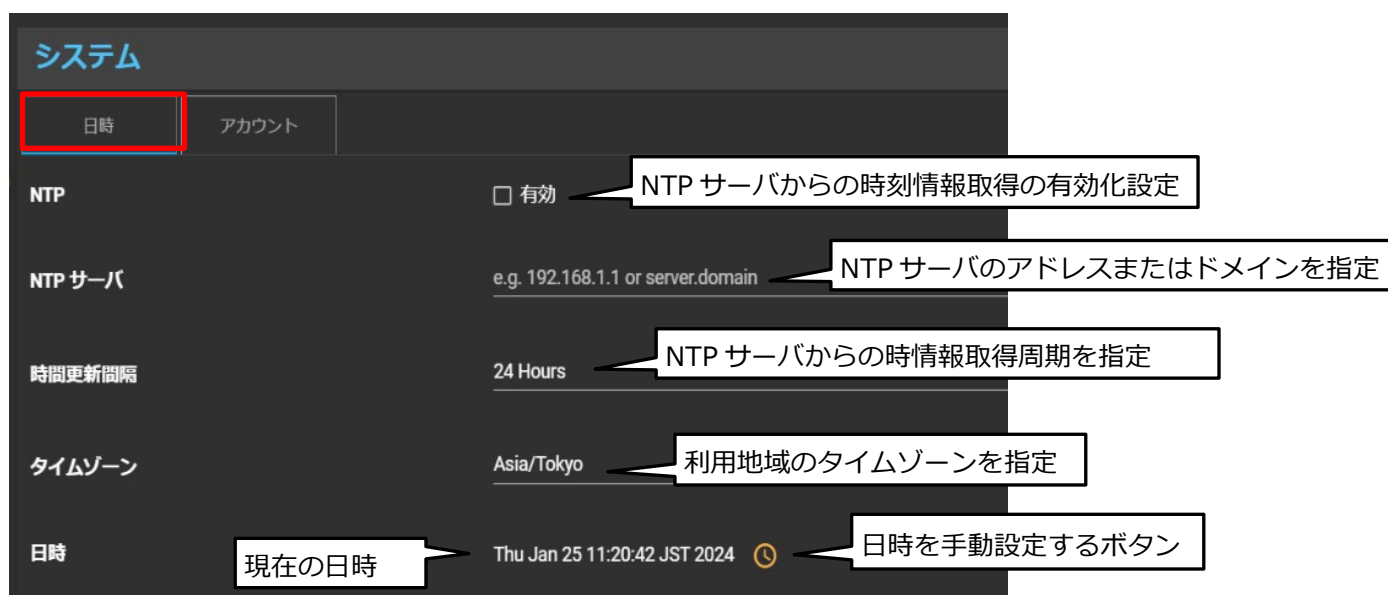 システム
日時
アカウント
NTP
有効
NTP サーバからの時刻情報取得の有効化設定
NTP サーバ
e.g. 192.168.1.1 or server.domain
NTP サーバのアドレスまたはドメインを指定
時間更新間隔
24 Hours
NTP サーバからの時情報取得周期を指定
タイムゾーン
Asia/Tokyo
利用地域のタイムゾーンを指定
日時
現在の日時
Thu Jan 25 11:20:42 JST 2024
日時を手動設定するボタン